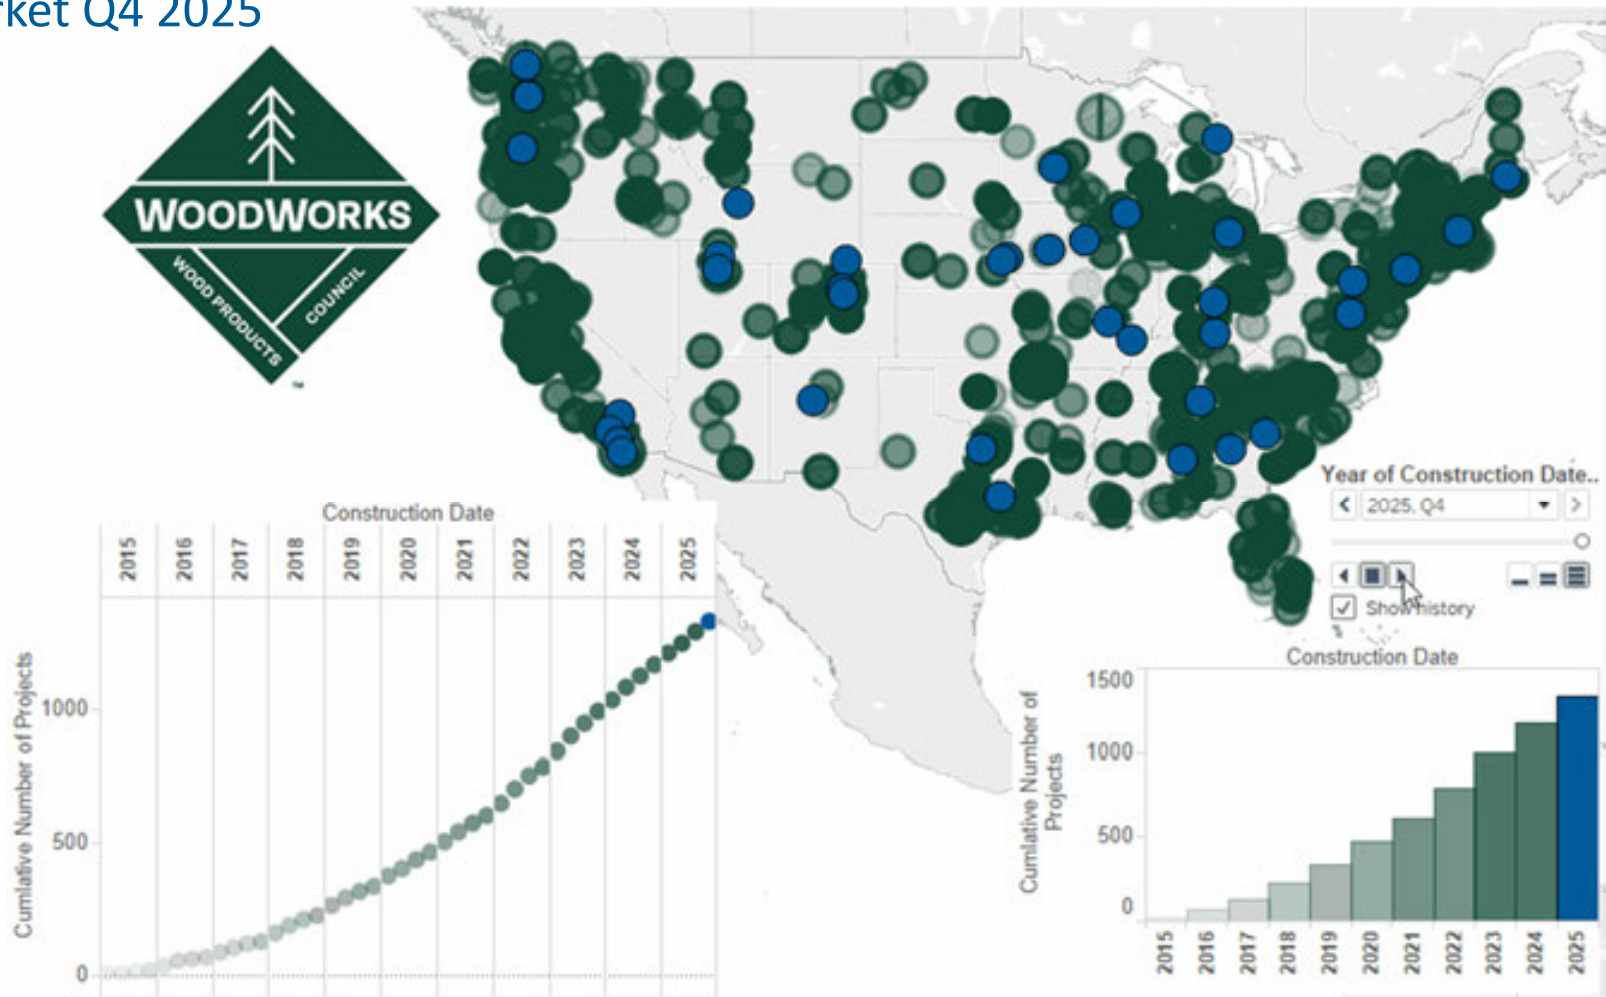 rket Q4 2025
WOODWORKS
WOOD PRODUCTS
COUNCIL
™
Year of Construction Date..
2025, Q4
Show history
Construction Date
2015
2016
2017
2018
2019
2020
2021
2022
2023
2024
2025
Cumlative Number of Projects
1000
500
0
Construction Date
Cumlative Number of
Projects
1500
1000
500
0
2015
2016
2017
2018
2019
2020
2021
2022
2023
2024
2025